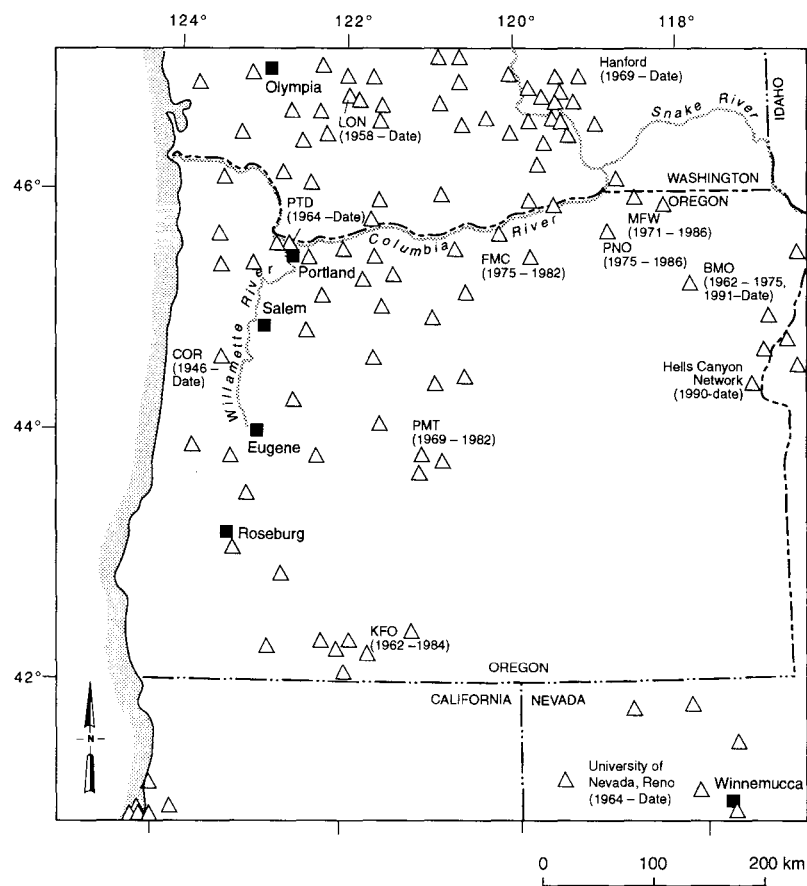 124°
122°
120°
118°
Hanford
(1969 – Date)
Olympia
LON
(1958 – Date)
Snake River
IDAHO
46°
WASHINGTON
OREGON
PTD
(1964 – Date)
Columbia River
MFW
(1971 – 1986)
PNO
(1975 – 1986)
FMC
(1975 – 1982)
Portland
BMO
(1962 – 1975,
1991–Date)
Willamette River
Salem
COR
(1946 –
Date)
Hells Canyon
Network
(1990-date)
44°
Eugene
PMT
(1969 – 1982)
Roseburg
KFO
(1962 –1984)
42°
OREGON
CALIFORNIA
NEVADA
N
University of
Nevada, Reno
(1964 – Date)
Winnemucca
0 100 200 km